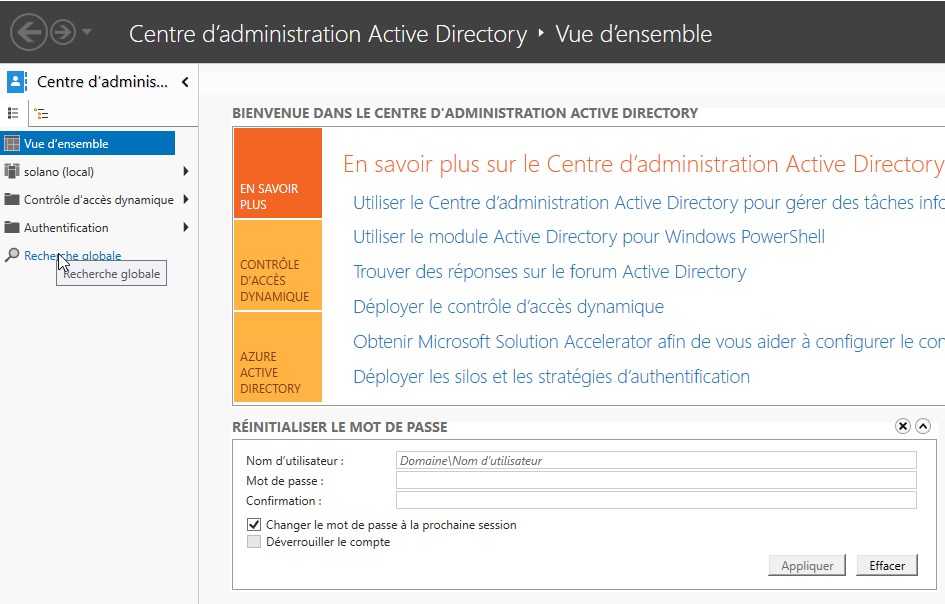 Centre d'administration Active Directory ‣ Vue d'ensemble
Centre d'adminis...
Vue d'ensemble
solano (local)
Contrôle d'accès dynamique
Authentification
Recherche globale
Recherche globale
BIENVENUE DANS LE CENTRE D'ADMINISTRATION ACTIVE DIRECTORY
EN SAVOIR
PLUS
CONTRÔLE
D'ACCÈS
DYNAMIQUE
AZURE
ACTIVE
DIRECTORY
En savoir plus sur le Centre d'administration Active Directory
Utiliser le Centre d'administration Active Directory pour gérer des tâches info
Utiliser le module Active Directory pour Windows PowerShell
Trouver des réponses sur le forum Active Directory
Déployer le contrôle d'accès dynamique
Obtenir Microsoft Solution Accelerator afin de vous aider à configurer le con
Déployer les silos et les stratégies d'authentification
RÉINITIALISER LE MOT DE PASSE
Nom d'utilisateur : Domaine\Nom d'utilisateur
Mot de passe :
Confirmation :
Changer le mot de passe à la prochaine session
Déverrouiller le compte
Appliquer Effacer